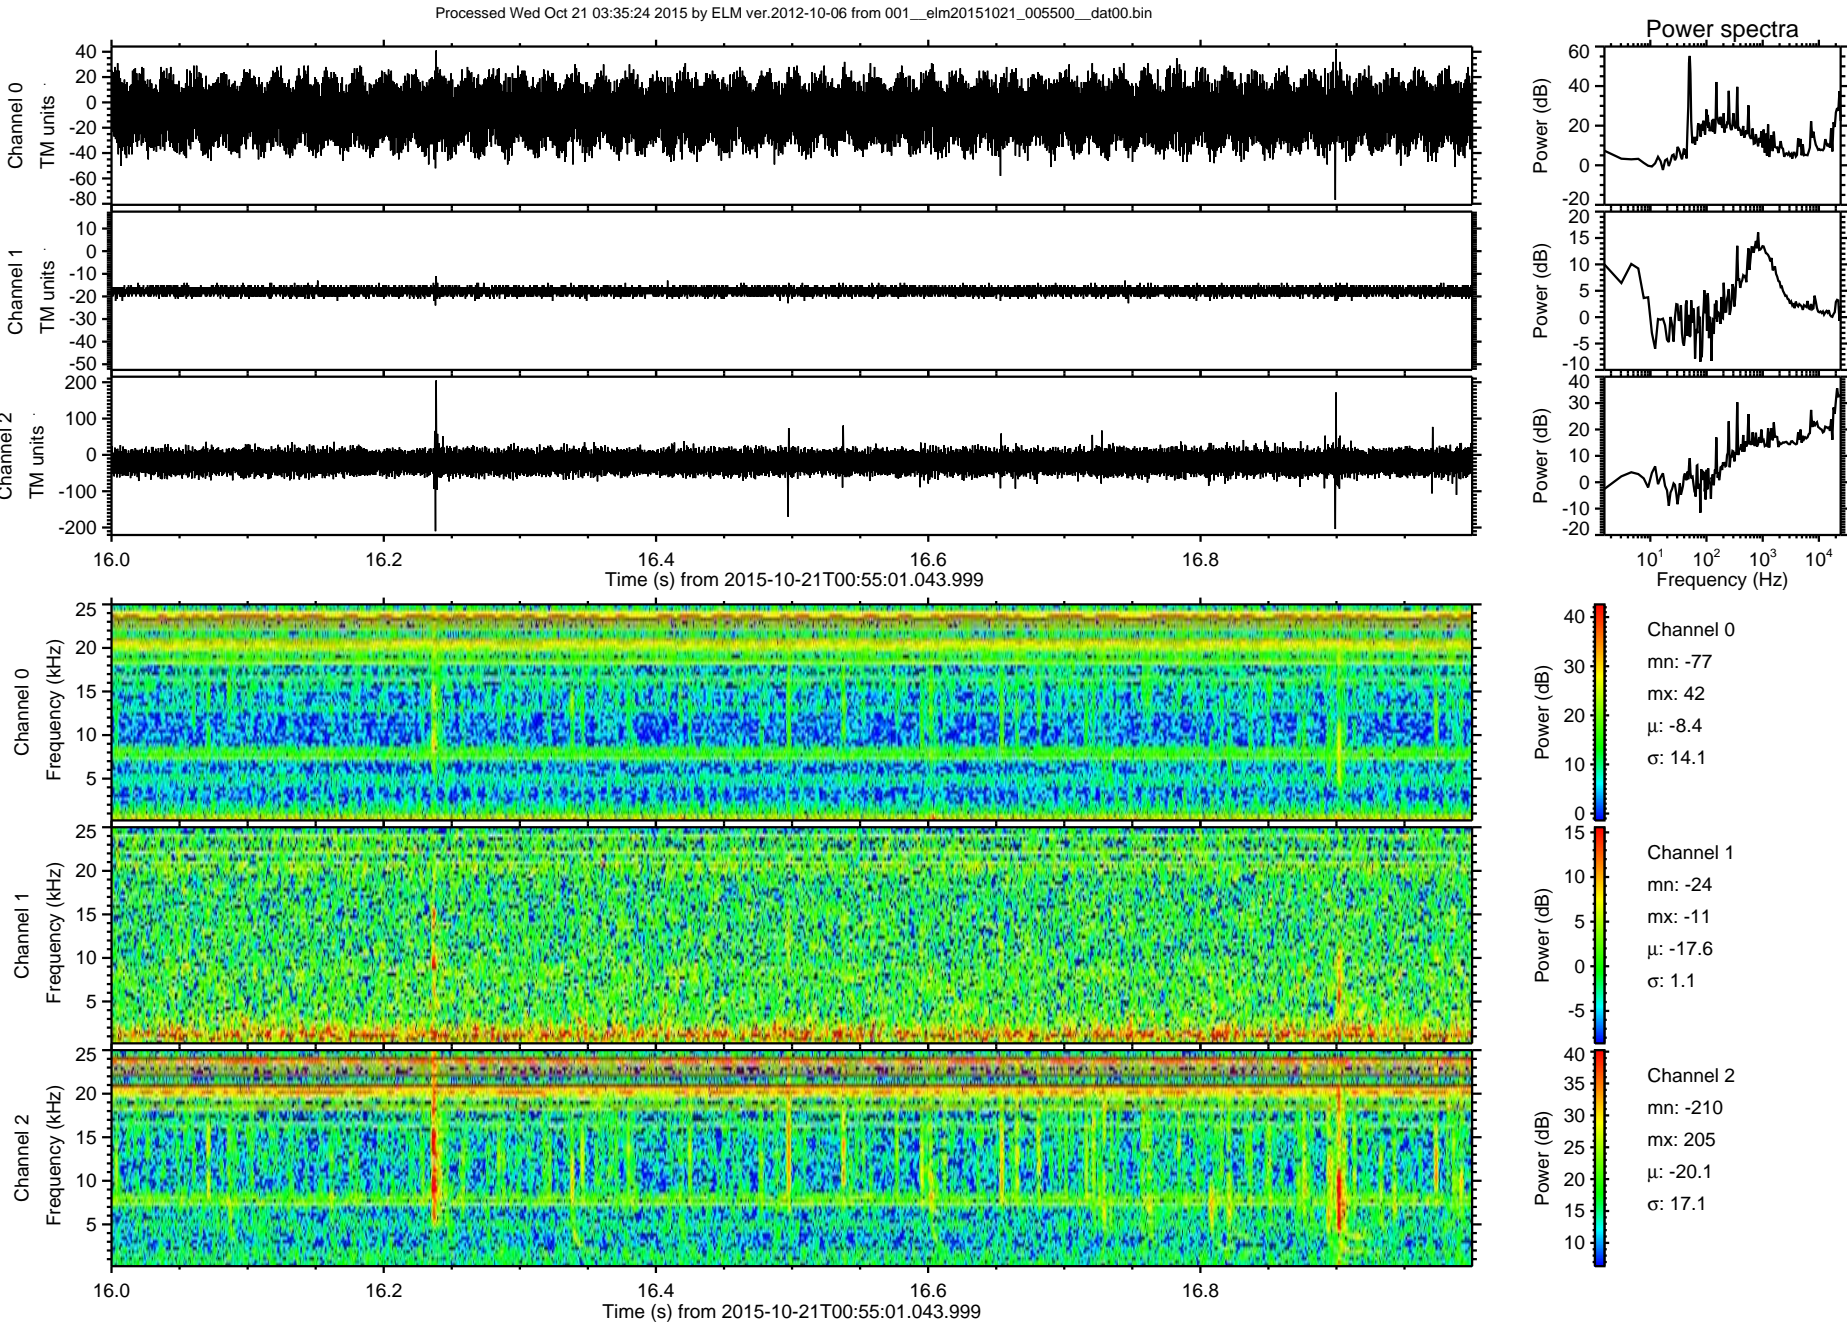 Processed Wed Oct 21 03:35:24 2015 by ELM ver.2012-10-06 from 001__elm20151021_005500__dat00.bin
Power spectra
Channel 0
TM units
40
20
0
-20
-40
-60
-80
Power (dB)
60
40
20
0
-20
Channel 1
TM units
10
0
-10
-20
-30
-40
-50
Power (dB)
20
15
10
5
0
-5
-10
Channel 2
TM units
200
100
0
-100
-200
Power (dB)
40
30
20
10
0
-10
-20
16.0 16.2 16.4 16.6 16.8
Time (s) from 2015-10-21T00:55:01.043.999
10¹ 10² 10³ 10⁴
Frequency (Hz)
Channel 0
Frequency (kHz)
25
20
15
10
5
Power (dB)
40
30
20
10
0
Channel 0
mn: -77
mx: 42
μ: -8.4
σ: 14.1
Channel 1
Frequency (kHz)
25
20
15
10
5
Power (dB)
15
10
5
0
-5
Channel 1
mn: -24
mx: -11
μ: -17.6
σ: 1.1
Channel 2
Frequency (kHz)
25
20
15
10
5
Power (dB)
40
35
30
25
20
15
10
Channel 2
mn: -210
mx: 205
μ: -20.1
σ: 17.1
16.0 16.2 16.4 16.6 16.8
Time (s) from 2015-10-21T00:55:01.043.999